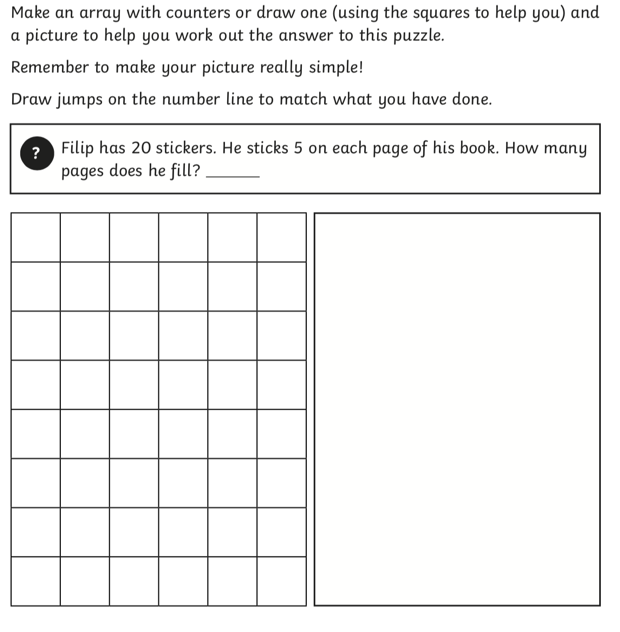 Make an array with counters or draw one (using the squares to help you) and
a picture to help you work out the answer to this puzzle.
Remember to make your picture really simple!
Draw jumps on the number line to match what you have done.
? Filip has 20 stickers. He sticks 5 on each page of his book. How many
pages does he fill? ______